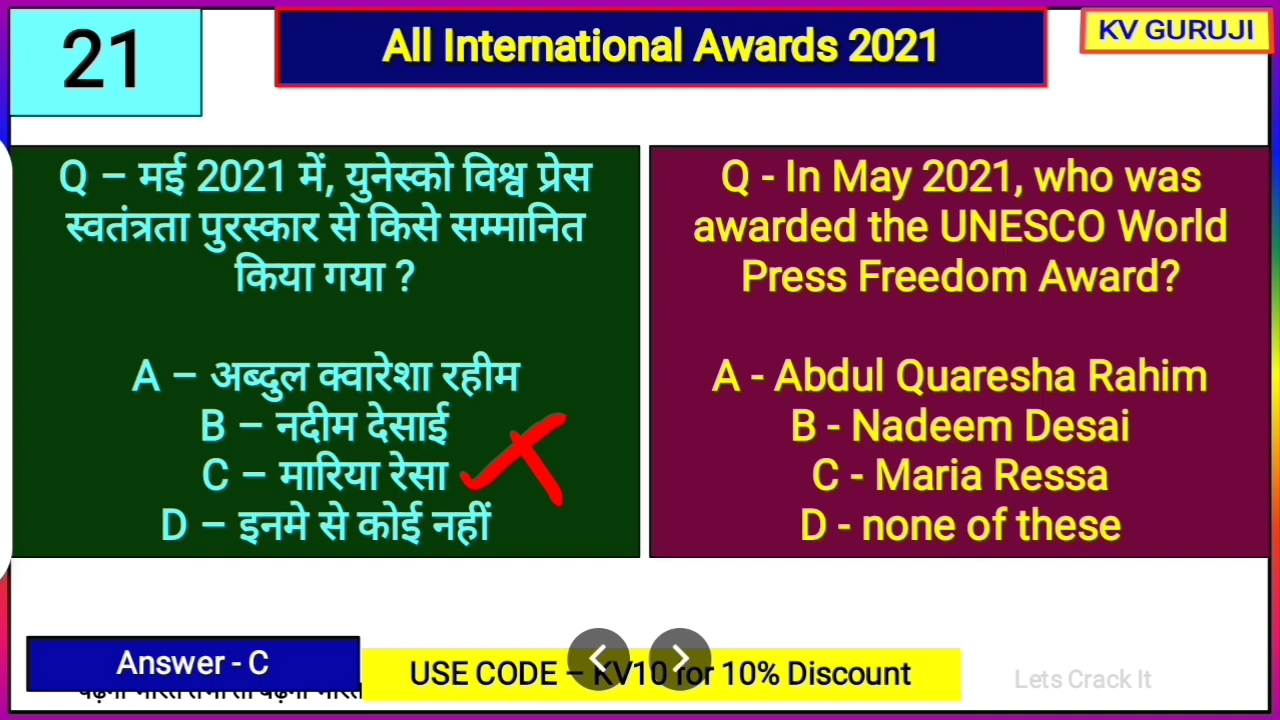 21
All International Awards 2021
KV GURUJI
Q – मई 2021 में, युनेस्को विश्व प्रेस
स्वतंत्रता पुरस्कार से किसे सम्मानित
किया गया ?
A – अब्दुल क्वारेशा रहीम
B – नदीम देसाई
C – मारिया रेसा
D – इनमे से कोई नहीं
Q - In May 2021, who was
awarded the UNESCO World
Press Freedom Award?
A - Abdul Quaresha Rahim
B - Nadeem Desai
C - Maria Ressa
D - none of these
Answer - C
USE CODE – KV10 for 10% Discount
Lets Crack It